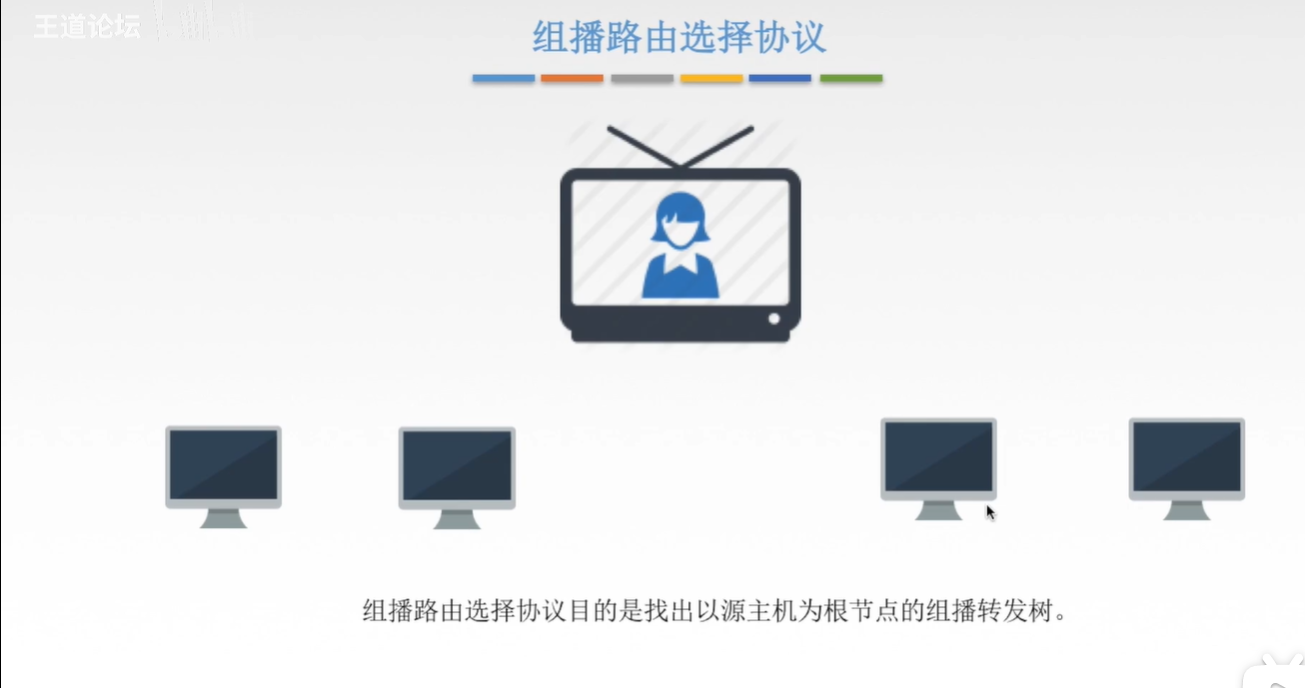 王道论坛
组播路由选择协议
组播路由选择协议目的是找出以源主机为根节点的组播转发树。